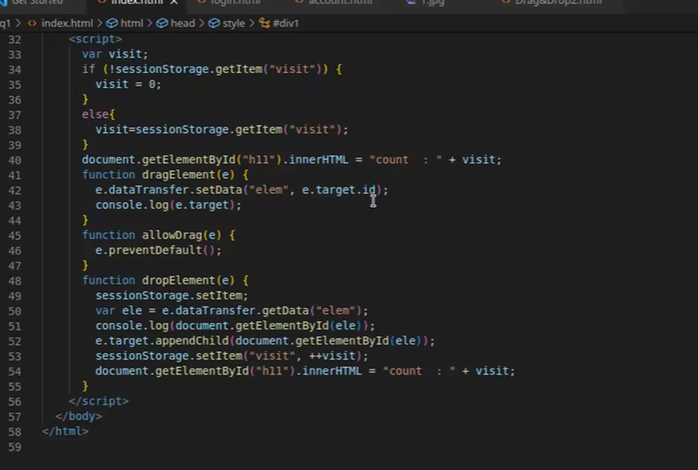 Get Started index.html login.html account.html 1.jpg Drag&Drop2.html
q1 > index.html > html > head > style > #div1
32 <script>
33 var visit;
34 if (!sessionStorage.getItem("visit")) {
35 visit = 0;
36 }
37 else{
38 visit=sessionStorage.getItem("visit");
39 }
40 document.getElementById("h11").innerHTML = "count  : " + visit;
41 function dragElement(e) {
42 e.dataTransfer.setData("elem", e.target.id);
43 console.log(e.target);
44 }
45 function allowDrag(e) {
46 e.preventDefault();
47 }
48 function dropElement(e) {
49 sessionStorage.setItem;
50 var ele = e.dataTransfer.getData("elem");
51 console.log(document.getElementById(ele));
52 e.target.appendChild(document.getElementById(ele));
53 sessionStorage.setItem("visit", ++visit);
54 document.getElementById("h11").innerHTML = "count  : " + visit;
55 }
56 </script>
57 </body>
58 </html>
59